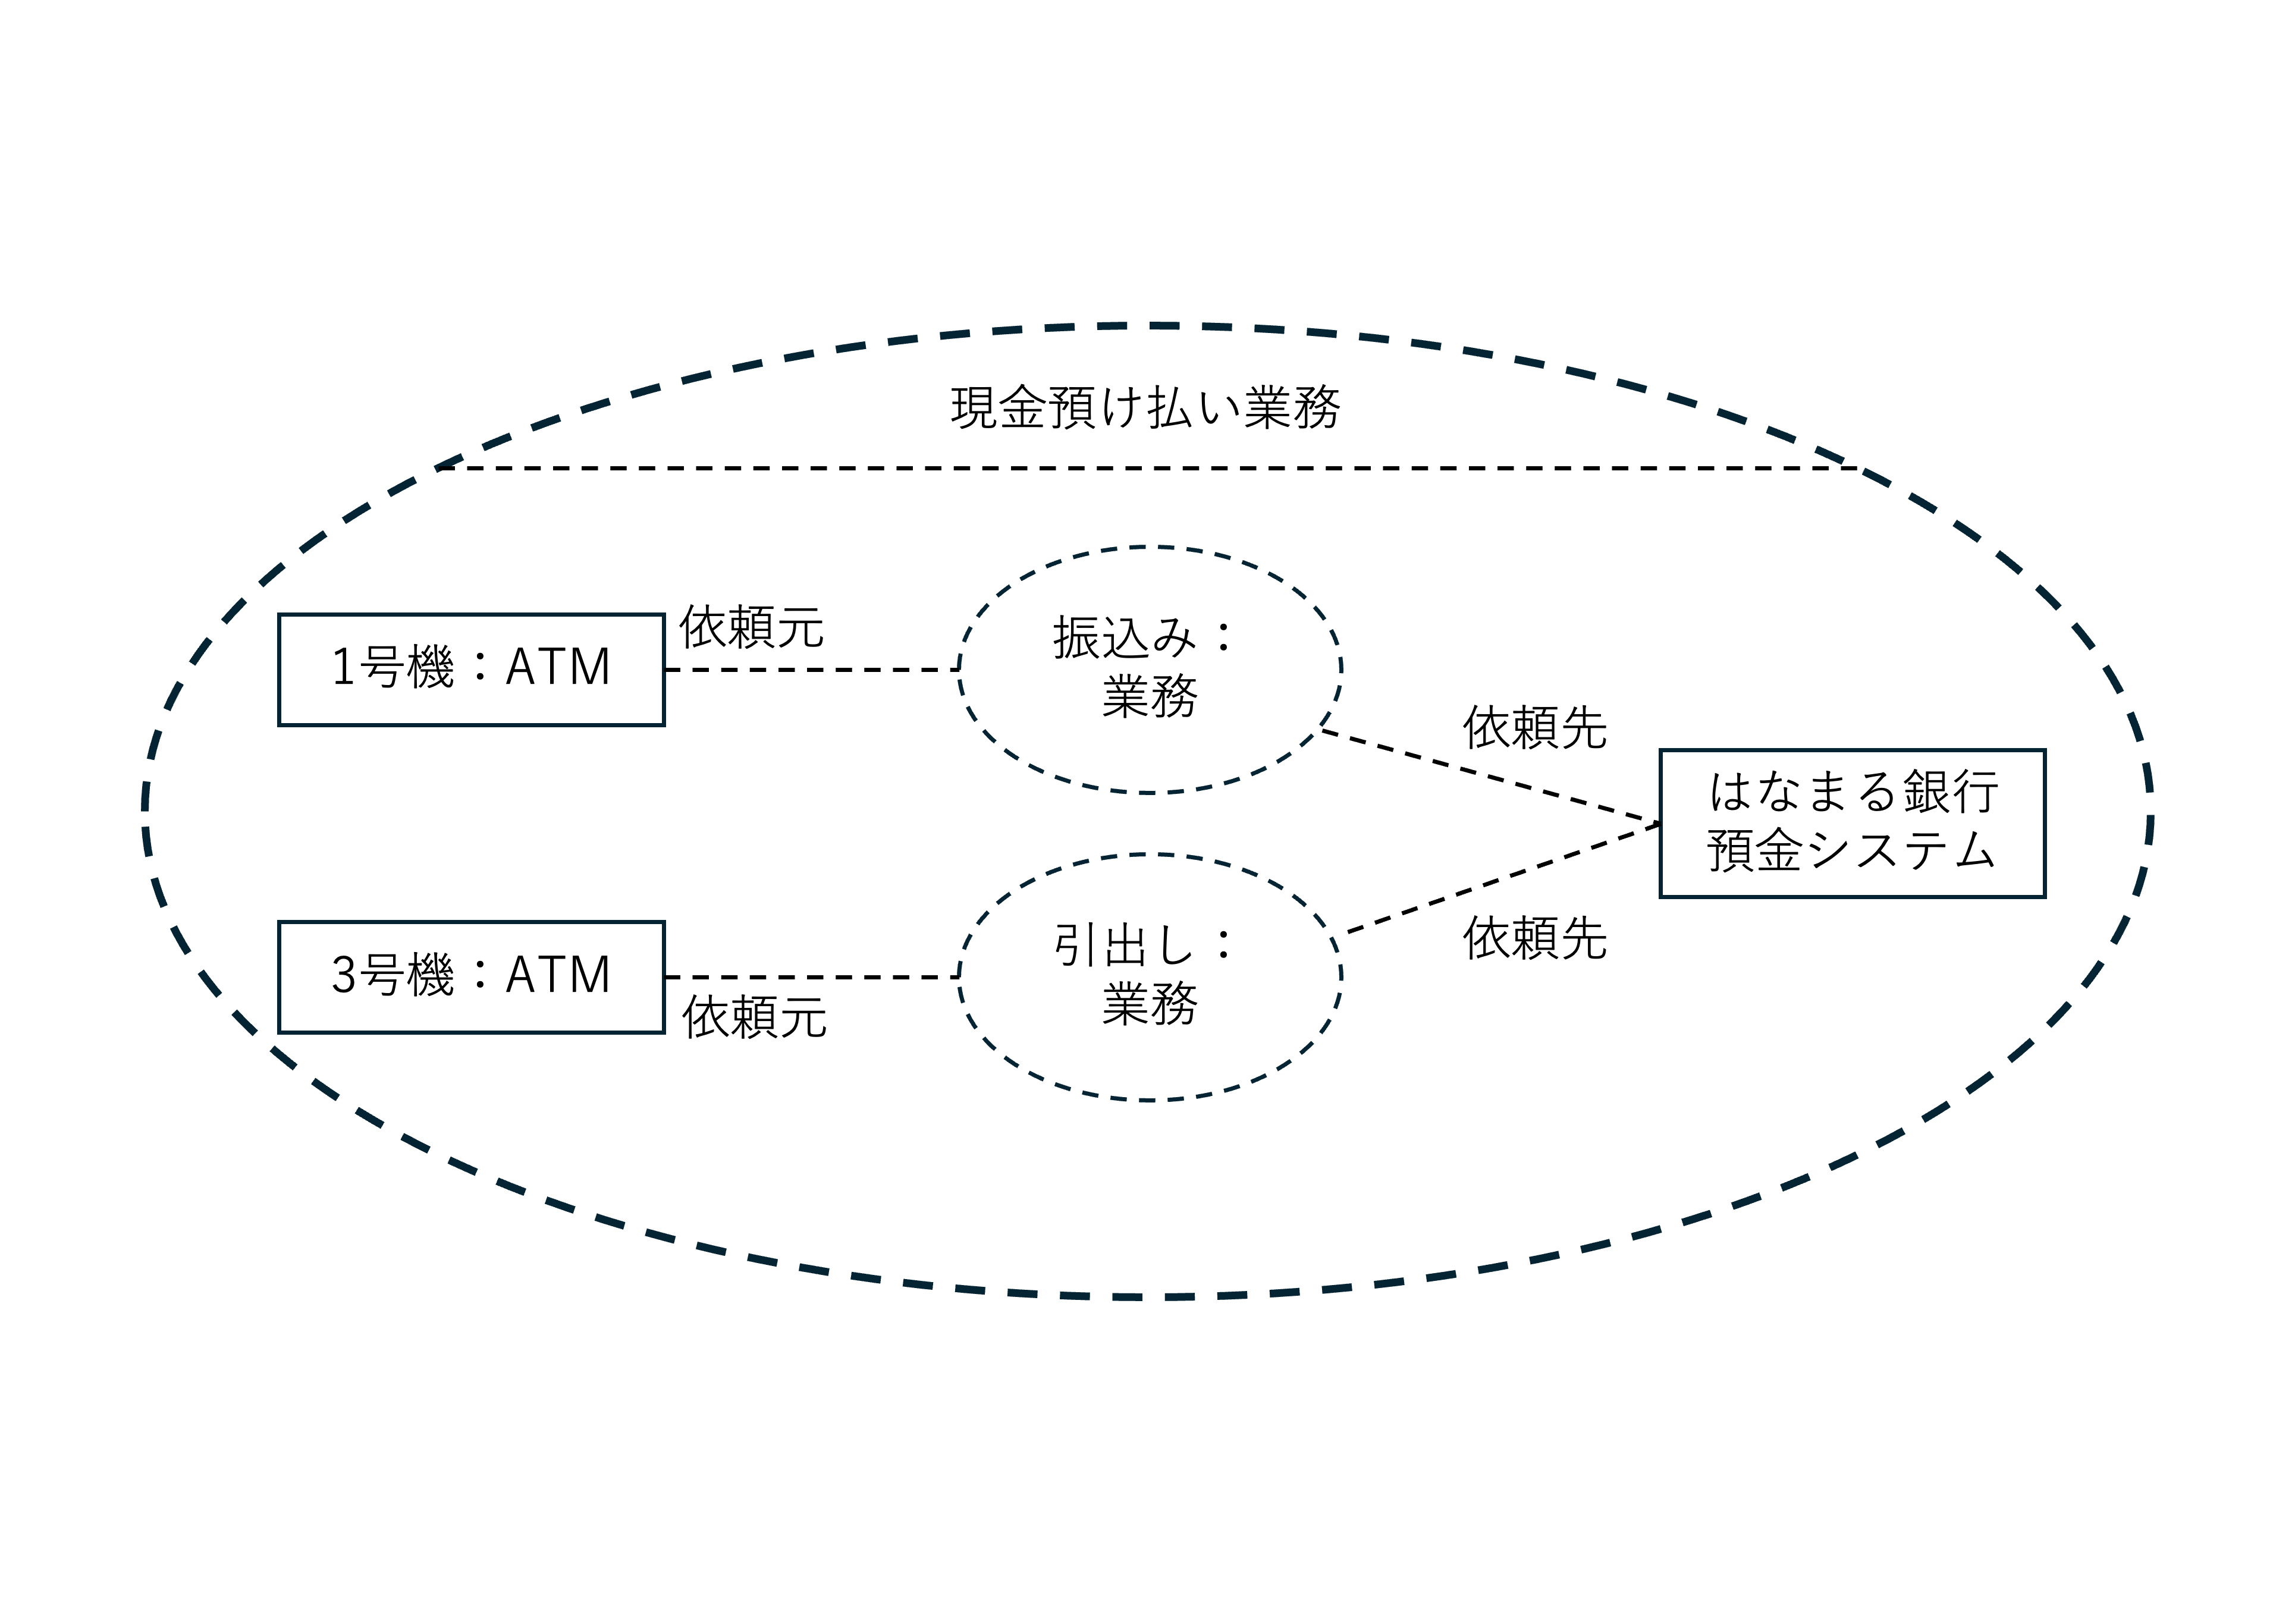 現金預け払い業務
1号機：ATM
依頼元
振込み：
業務
依頼先
はなまる銀行
預金システム
3号機：ATM
依頼元
引出し：
業務
依頼先